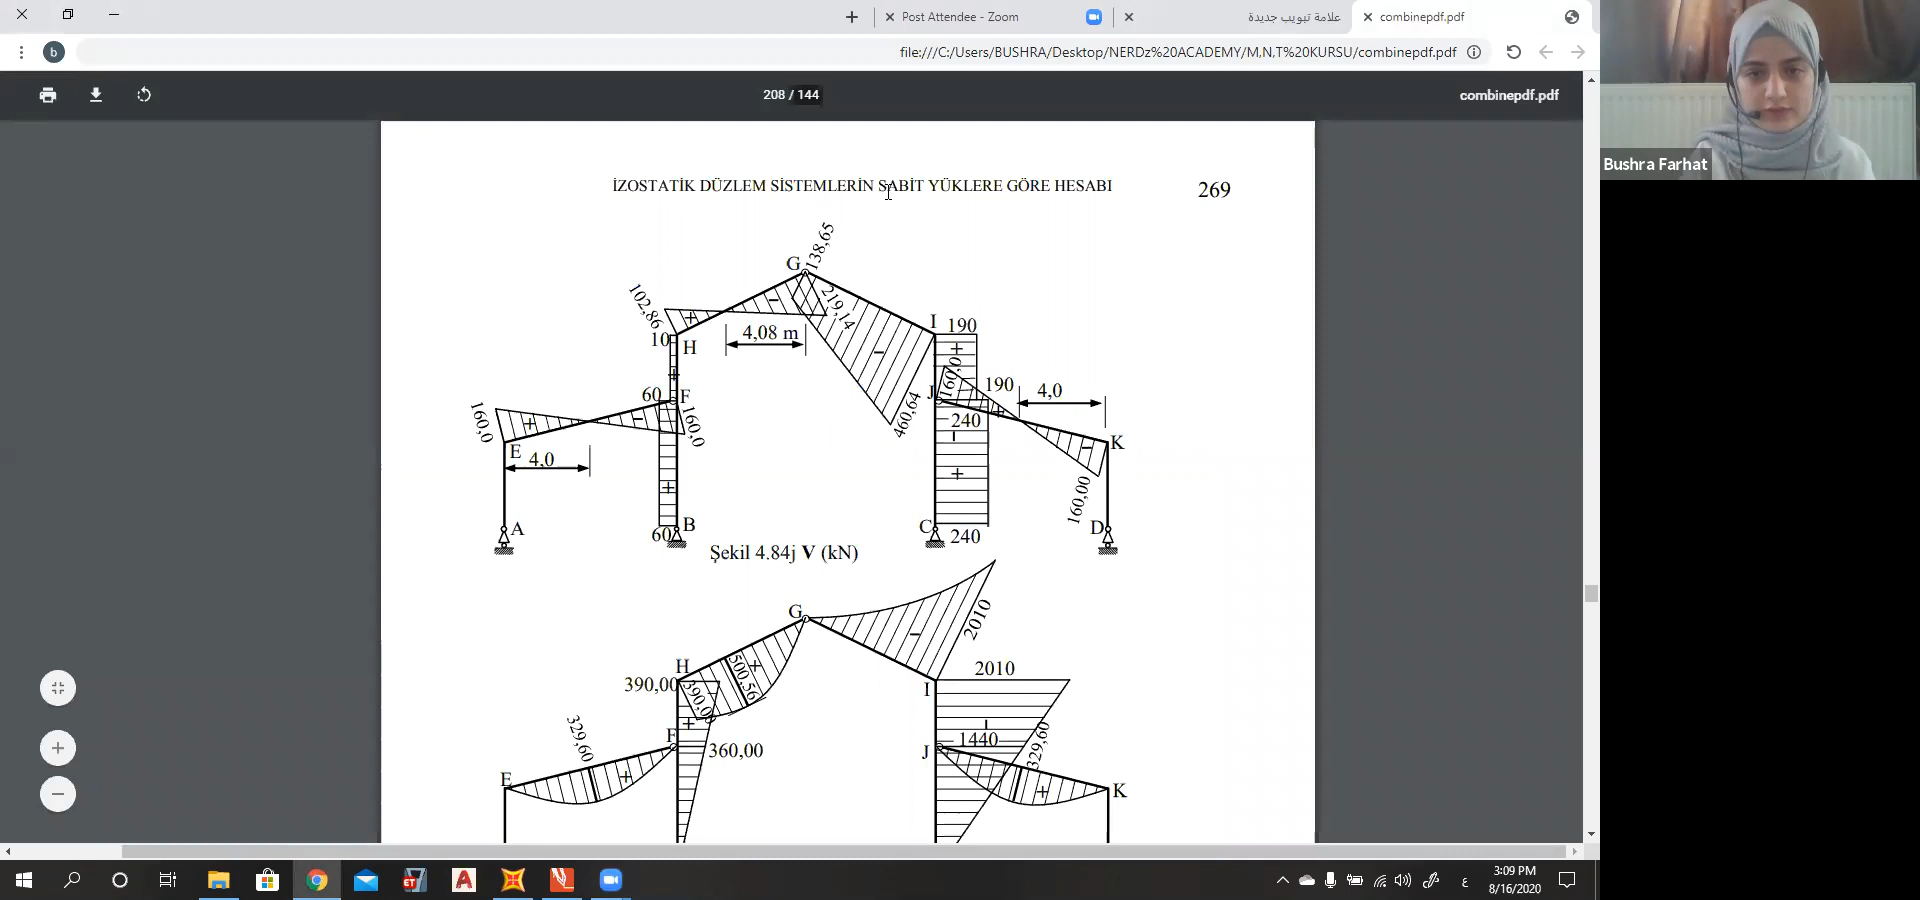 Post Attendee - Zoom
علامة تبويب جديدة
combinepdf.pdf
b
file:///C:/Users/BUSHRA/Desktop/NERDz%20ACADEMY/M,N,T%20KURSU/combinepdf.pdf
208 / 144
combinepdf.pdf
Bushra Farhat
İZOSTATİK DÜZLEM SİSTEMLERİN SABİT YÜKLERE GÖRE HESABI
269
138,65
G
102,86
219,14
4,08 m
10
H
I
190
160,0
190
4,0
60
F
J
160,0
160,0
460,64
240
E
4,0
K
160,00
A
B
60
C
240
D
Şekil 4.84j V (kN)
G
2010
H
2010
390,00
390,00
500,56
I
329,60
F
360,00
J
1440
329,60
E
K
ET
A
ع
3:09 PM
8/16/2020